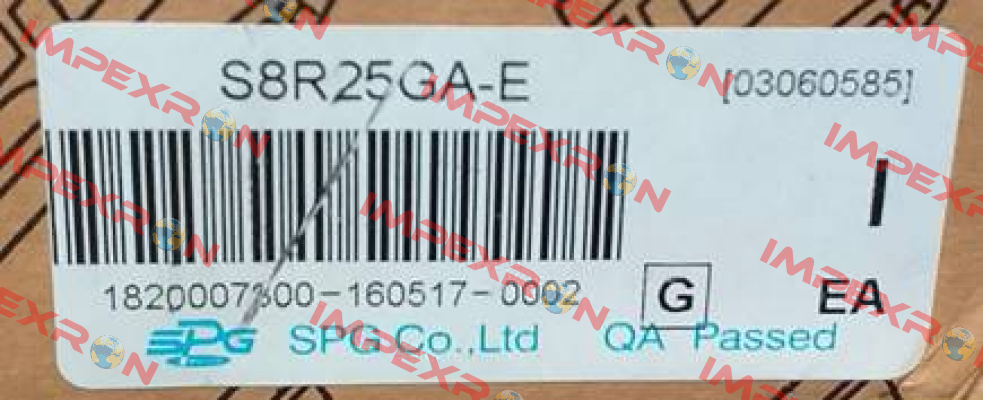 S8R25GA-E [03060585]
I
1820007300-160517-0002 G EA
SPG SPG Co.,Ltd QA Passed
IMPEXRON